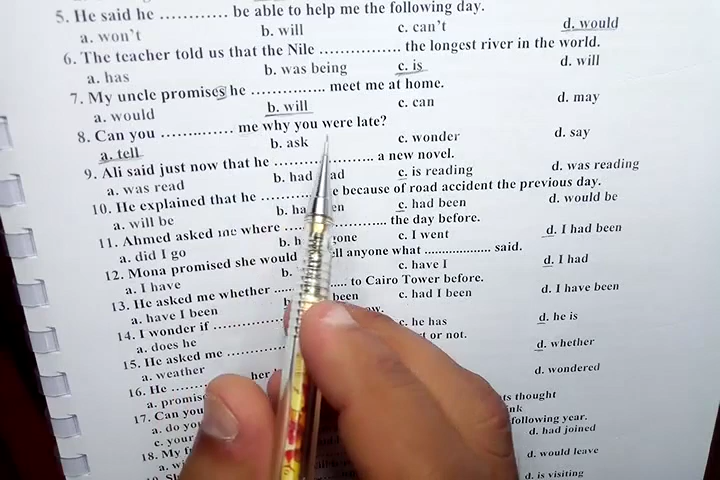 5. He said he ............ be able to help me the following day.
a. won't b. will c. can't d. would
6. The teacher told us that the Nile ............... the longest river in the world.
a. has b. was being c. is d. will
7. My uncle promises he .............. meet me at home.
a. would b. will c. can d. may
8. Can you ............. me why you were late?
a. tell b. ask c. wonder d. say
9. Ali said just now that he ................... a new novel.
a. was read b. had c. is reading d. was reading
10. He explained that he ............ because of road accident the previous day.
a. will be c. had been d. would be
11. Ahmed asked me where ................... the day before.
a. did I go c. I went d. I had been
12. Mona promised she would anyone what ................... said.
a. I have b. c. have I d. I had
13. He asked me whether ................ to Cairo Tower before.
a. have I been been c. had I been d. I have been
14. I wonder if ...............
a. does he c. he has d. he is
15. He asked me ............ or not.
a. weather d. whether
16. He ........ her
a. promise d. wondered
17. Can you
a. do you
c. your
following year.
18. My d. had joined
d. would leave
d. is visiting